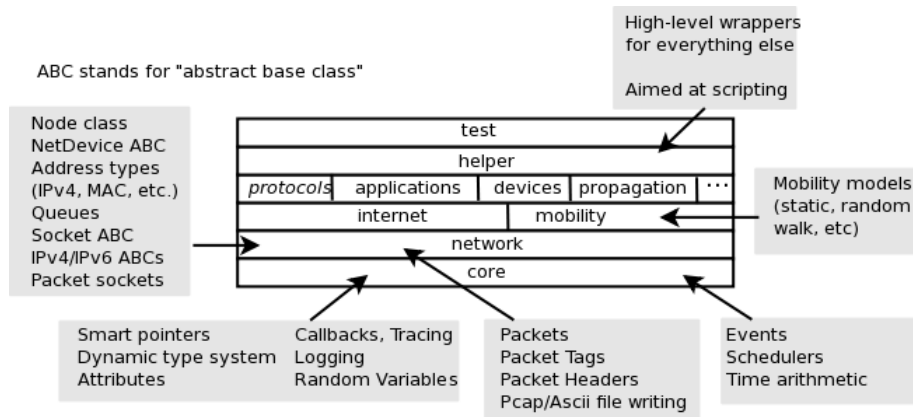 High-level wrappers
for everything else
Aimed at scripting
ABC stands for "abstract base class"
Node class
NetDevice ABC
Address types
(IPv4, MAC, etc.)
Queues
Socket ABC
IPv4/IPv6 ABCs
Packet sockets
test
helper
protocols applications devices propagation ...
internet mobility
network
core
Mobility models
(static, random
walk, etc)
Smart pointers
Dynamic type system
Attributes
Callbacks, Tracing
Logging
Random Variables
Packets
Packet Tags
Packet Headers
Pcap/Ascii file writing
Events
Schedulers
Time arithmetic